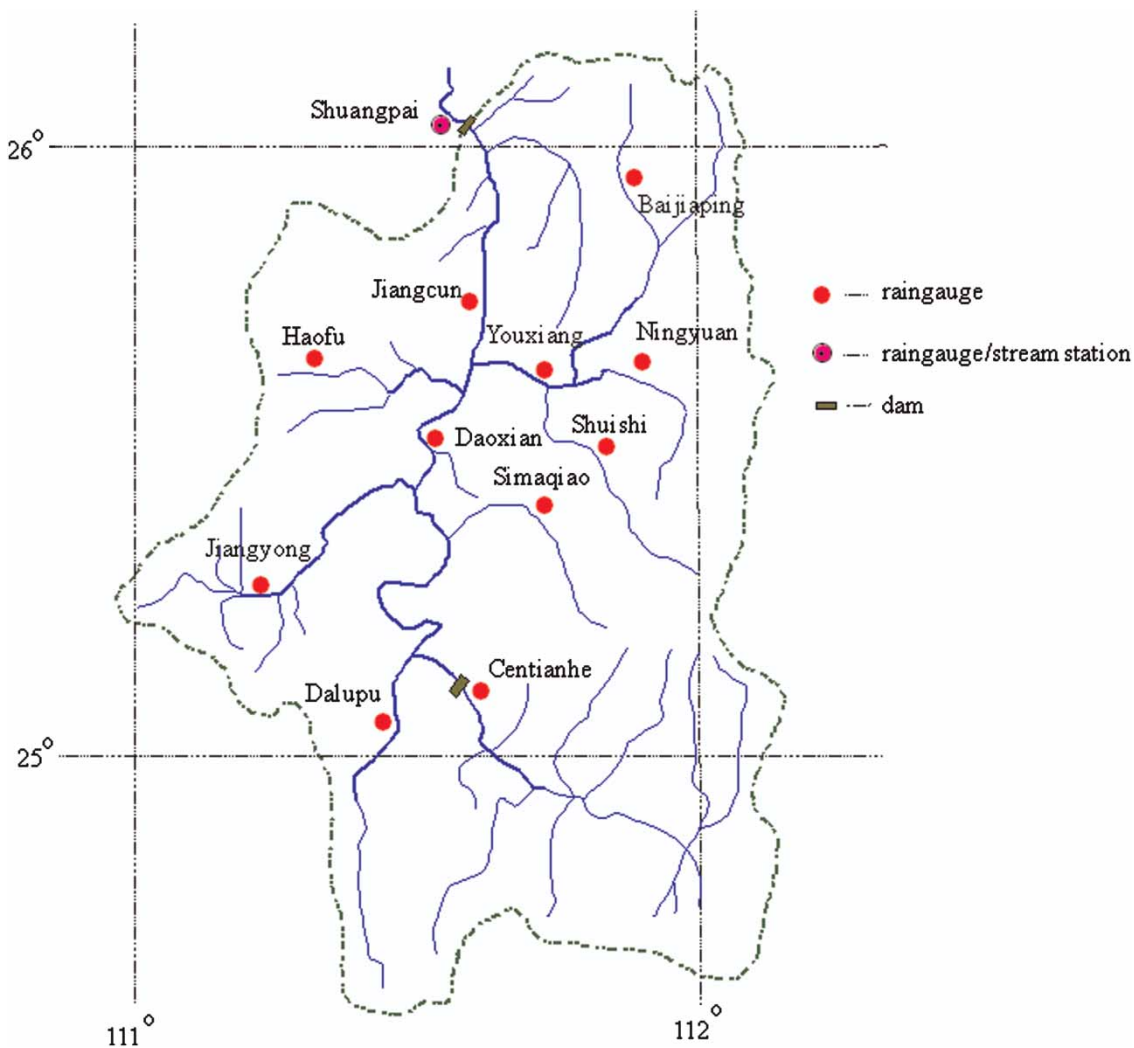 Shuangpai
26°
Baijiaping
Jiangcun
raingauge
Youxiang
Ningyuan
Haofu
raingauge/stream station
dam
Daoxian
Shuishi
Simaqiao
Jiangyong
Centianhe
Dalupu
25°
111°
112°